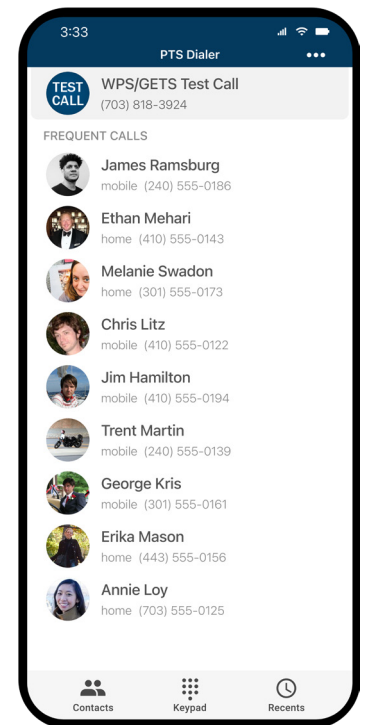 3:33
PTS Dialer
TEST
CALL
WPS/GETS Test Call
(703) 818-3924
FREQUENT CALLS
James Ramsburg
mobile (240) 555-0186
Ethan Mehari
home (410) 555-0143
Melanie Swadon
home (301) 555-0173
Chris Litz
mobile (410) 555-0122
Jim Hamilton
mobile (410) 555-0194
Trent Martin
mobile (240) 555-0139
George Kris
mobile (301) 555-0161
Erika Mason
home (443) 555-0156
Annie Loy
home (703) 555-0125
Contacts Keypad Recents